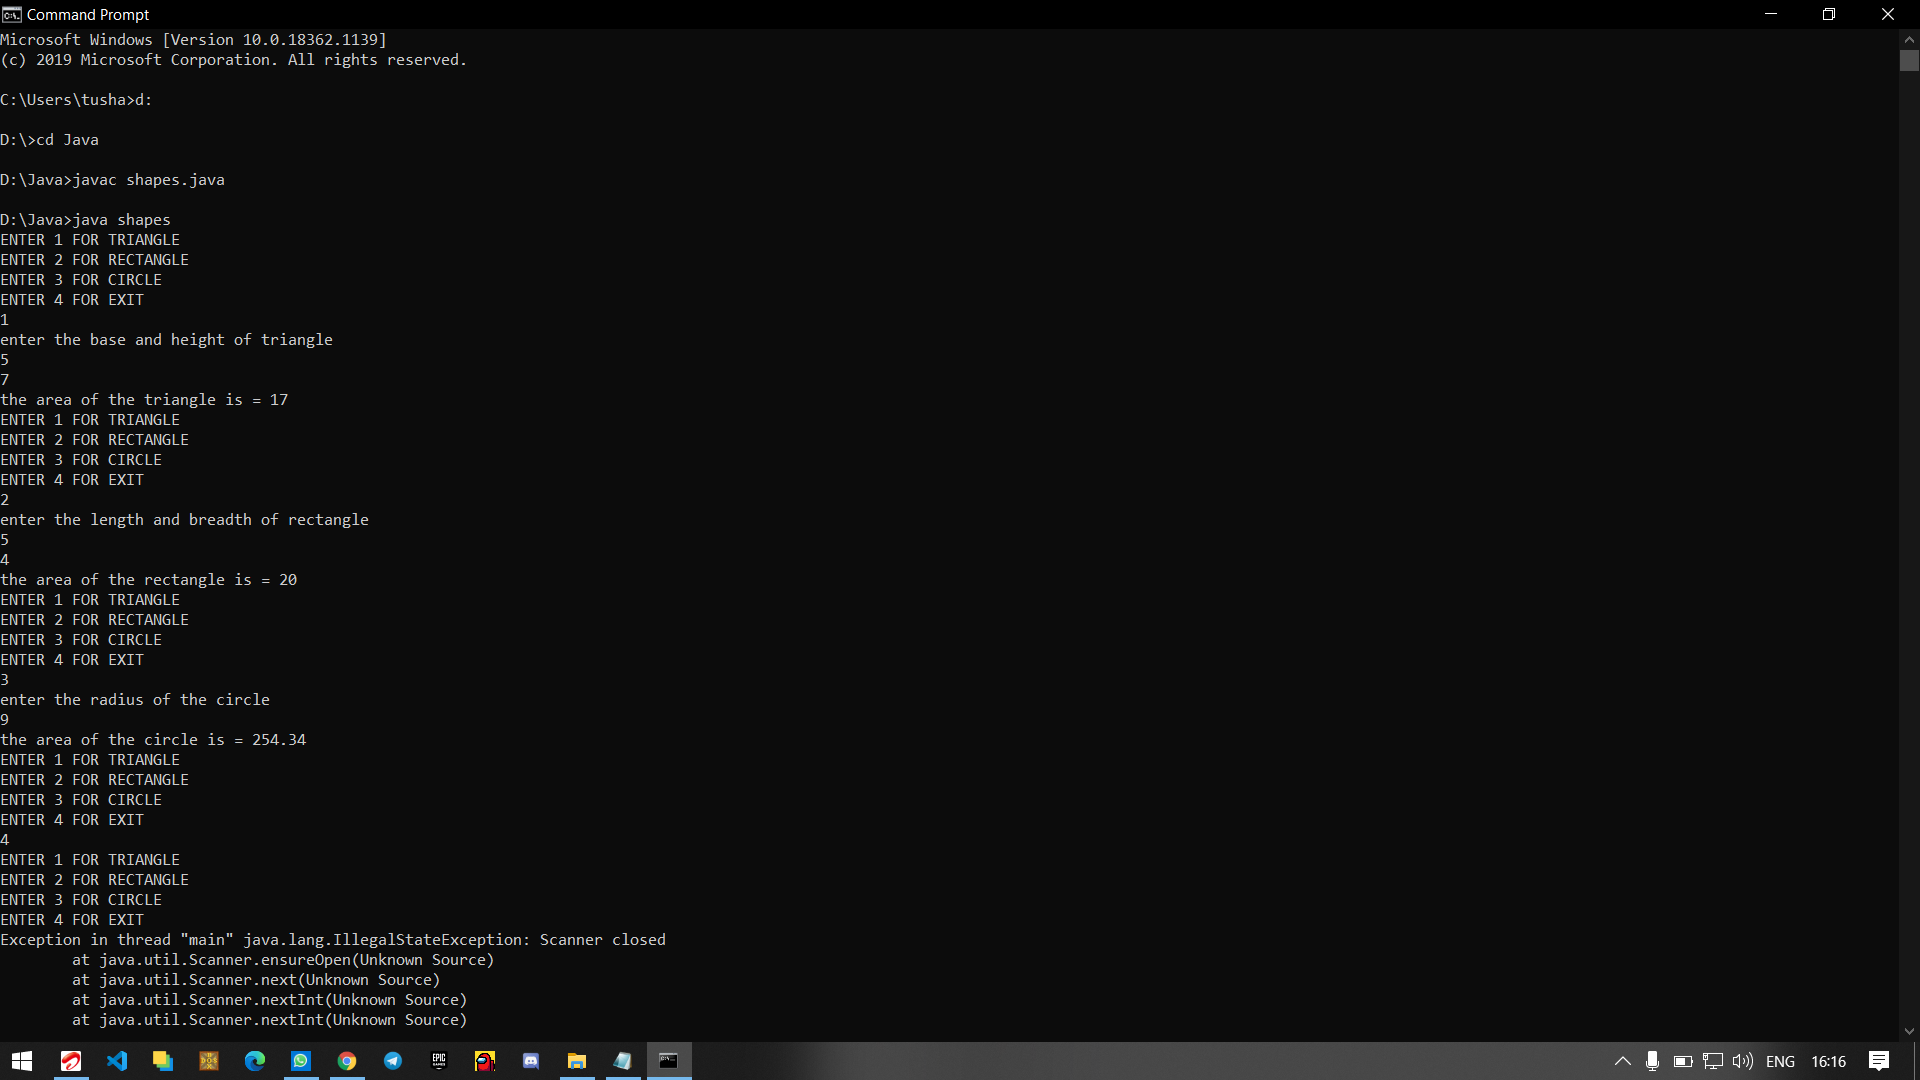 Command Prompt
Microsoft Windows [Version 10.0.18362.1139]
(c) 2019 Microsoft Corporation. All rights reserved.
C:\Users\tusha>d:
D:\>cd Java
D:\Java>javac shapes.java
D:\Java>java shapes
ENTER 1 FOR TRIANGLE
ENTER 2 FOR RECTANGLE
ENTER 3 FOR CIRCLE
ENTER 4 FOR EXIT
1
enter the base and height of triangle
5
7
the area of the triangle is = 17
ENTER 1 FOR TRIANGLE
ENTER 2 FOR RECTANGLE
ENTER 3 FOR CIRCLE
ENTER 4 FOR EXIT
2
enter the length and breadth of rectangle
5
4
the area of the rectangle is = 20
ENTER 1 FOR TRIANGLE
ENTER 2 FOR RECTANGLE
ENTER 3 FOR CIRCLE
ENTER 4 FOR EXIT
3
enter the radius of the circle
9
the area of the circle is = 254.34
ENTER 1 FOR TRIANGLE
ENTER 2 FOR RECTANGLE
ENTER 3 FOR CIRCLE
ENTER 4 FOR EXIT
4
ENTER 1 FOR TRIANGLE
ENTER 2 FOR RECTANGLE
ENTER 3 FOR CIRCLE
ENTER 4 FOR EXIT
Exception in thread "main" java.lang.IllegalStateException: Scanner closed
        at java.util.Scanner.ensureOpen(Unknown Source)
        at java.util.Scanner.next(Unknown Source)
        at java.util.Scanner.nextInt(Unknown Source)
        at java.util.Scanner.nextInt(Unknown Source)
ENG 16:16